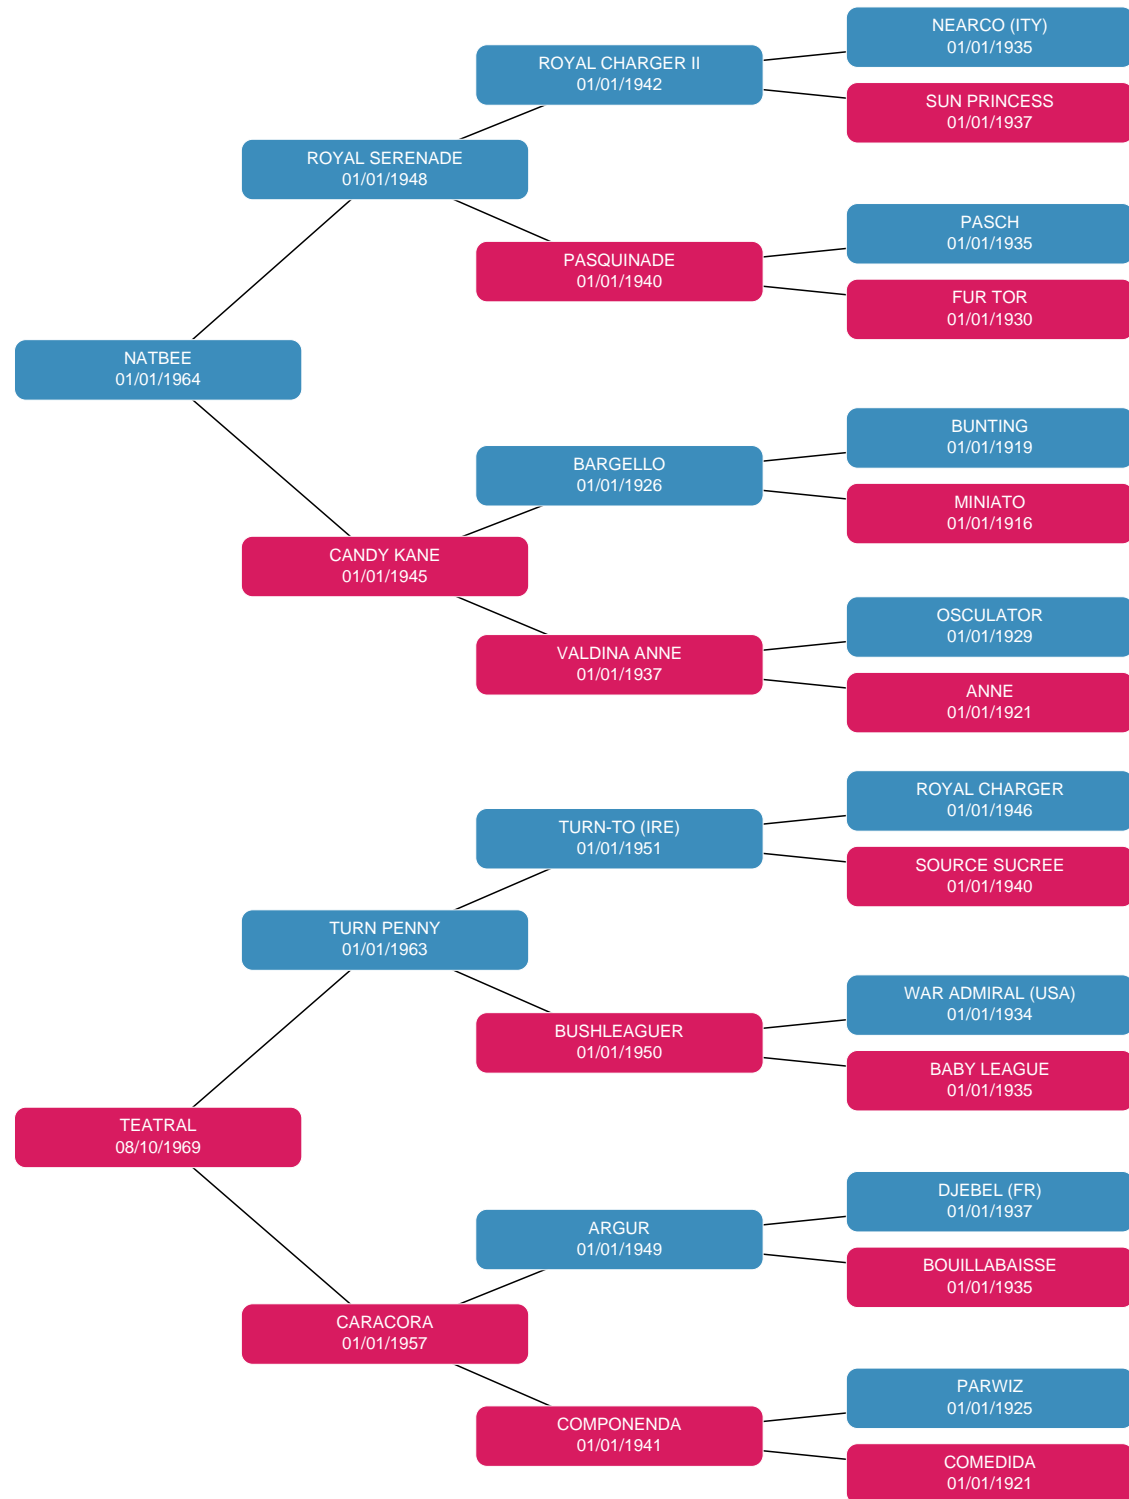 NEARCO (ITY)
01/01/1935
ROYAL CHARGER II
01/01/1942
SUN PRINCESS
01/01/1937
ROYAL SERENADE
01/01/1948
PASCH
01/01/1935
PASQUINADE
01/01/1940
FUR TOR
01/01/1930
NATBEE
01/01/1964
BUNTING
01/01/1919
BARGELLO
01/01/1926
MINIATO
01/01/1916
CANDY KANE
01/01/1945
OSCULATOR
01/01/1929
VALDINA ANNE
01/01/1937
ANNE
01/01/1921
ROYAL CHARGER
01/01/1946
TURN-TO (IRE)
01/01/1951
SOURCE SUCREE
01/01/1940
TURN PENNY
01/01/1963
WAR ADMIRAL (USA)
01/01/1934
BUSHLEAGUER
01/01/1950
BABY LEAGUE
01/01/1935
TEATRAL
08/10/1969
DJEBEL (FR)
01/01/1937
ARGUR
01/01/1949
BOUILLABAISSE
01/01/1935
CARACORA
01/01/1957
PARWIZ
01/01/1925
COMPONENDA
01/01/1941
COMEDIDA
01/01/1921